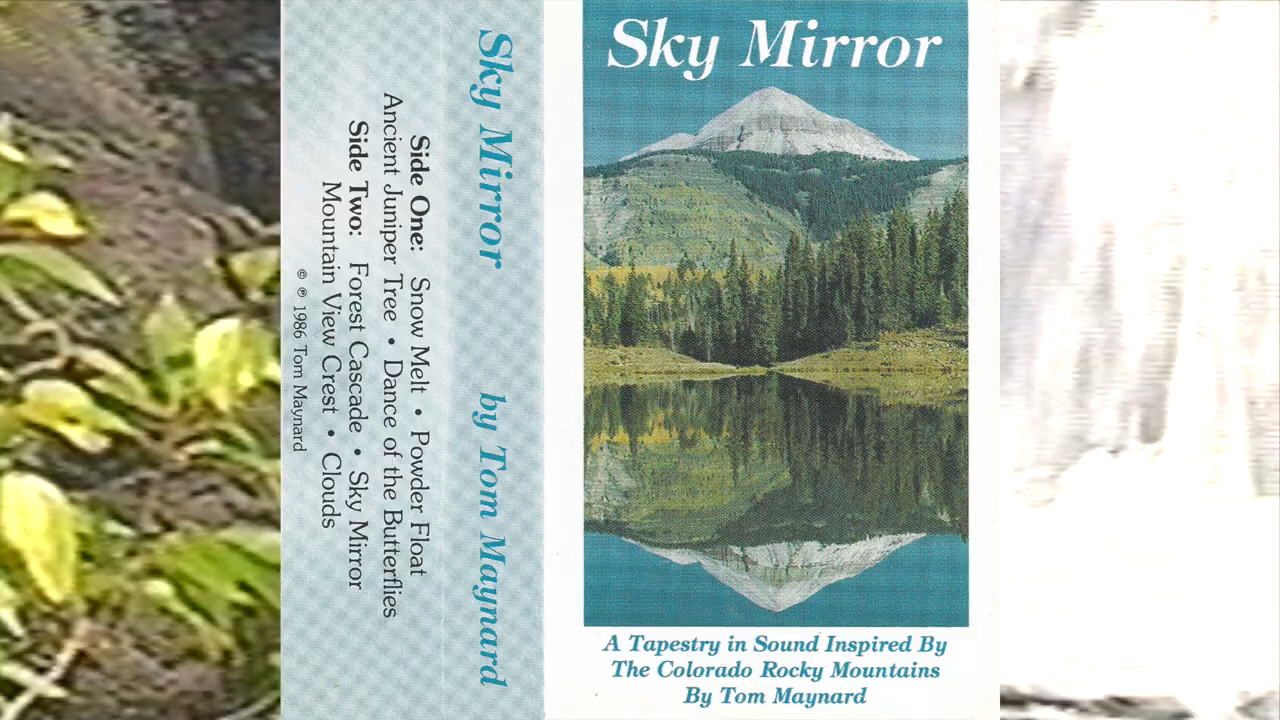 Side One: Snow Melt • Powder Float
Ancient Juniper Tree • Dance of the Butterflies
Side Two: Forest Cascade • Sky Mirror
Mountain View Crest • Clouds
© ℗ 1986 Tom Maynard
Sky Mirror by Tom Maynard
Sky Mirror
A Tapestry in Sound Inspired By
The Colorado Rocky Mountains
By Tom Maynard